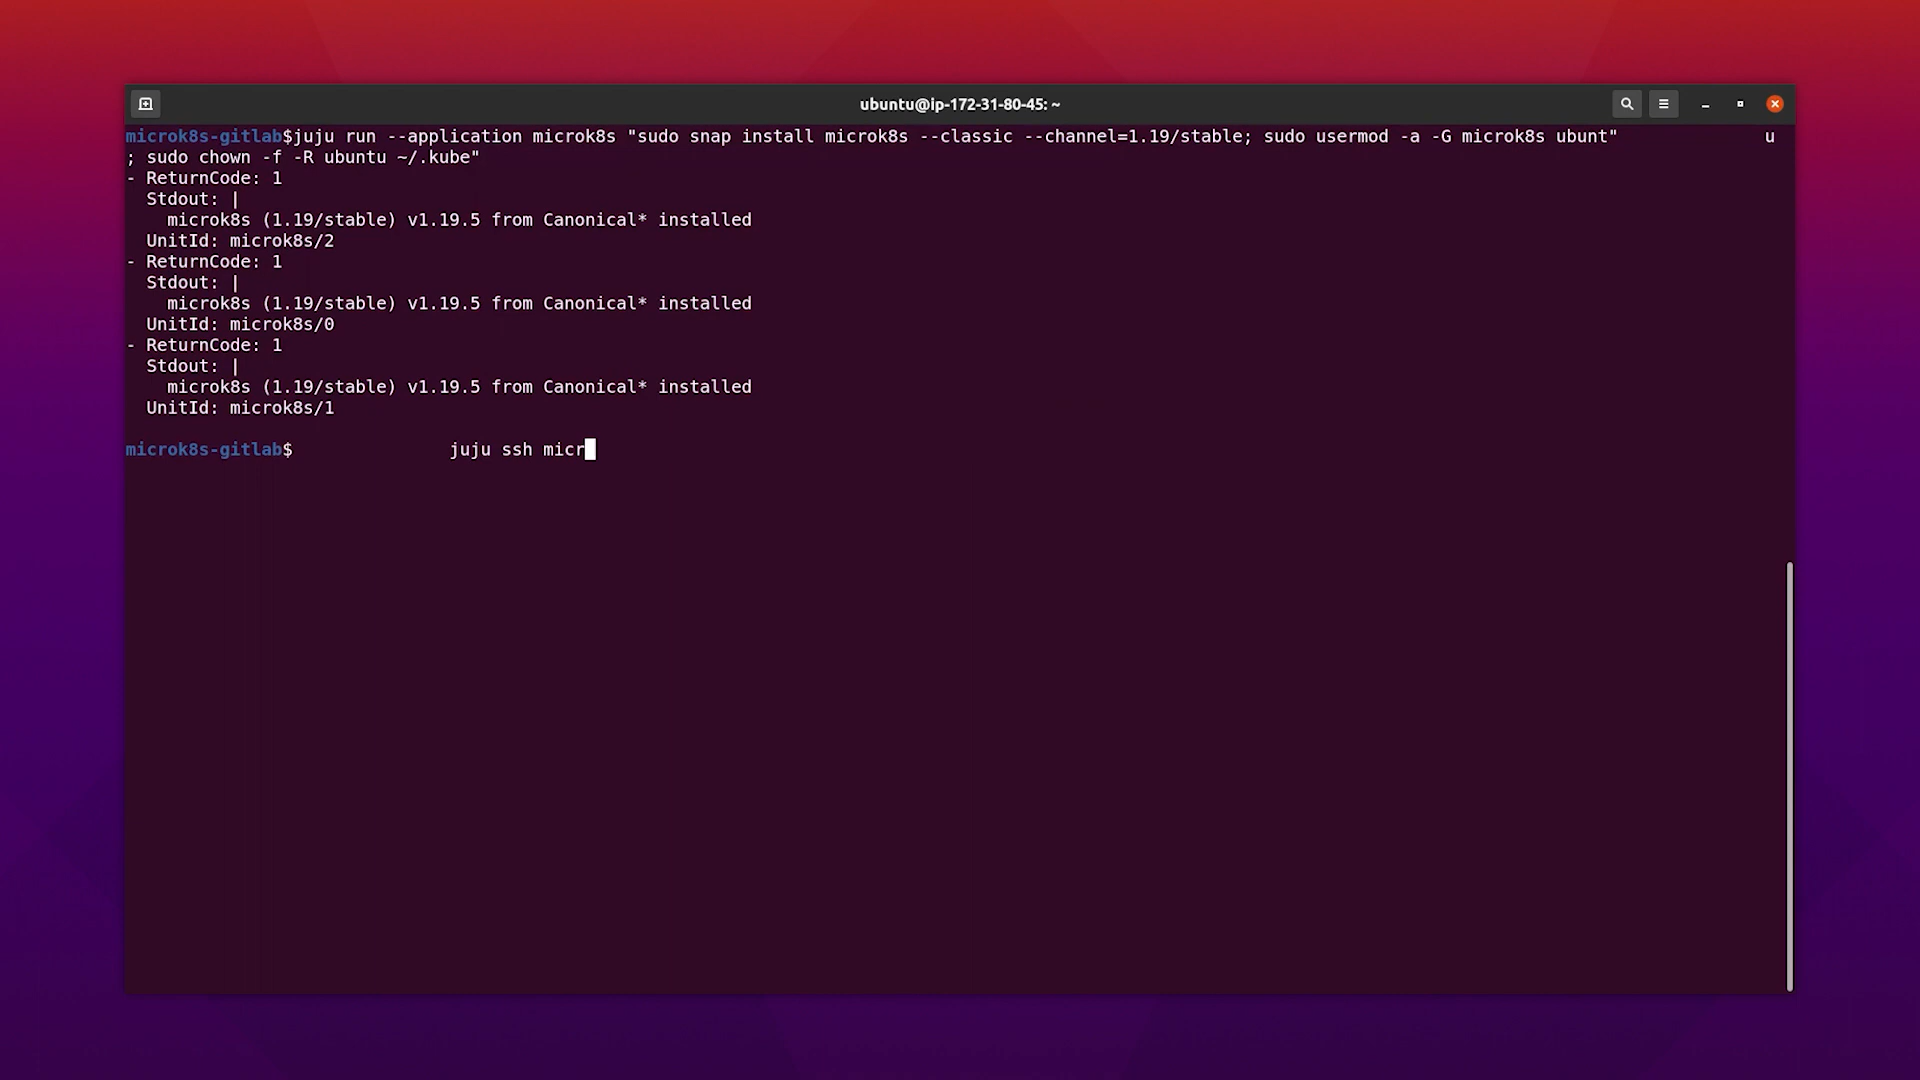 ubuntu@ip-172-31-80-45: ~
microk8s-gitlab$juju run --application microk8s "sudo snap install microk8s --classic --channel=1.19/stable; sudo usermod -a -G microk8s ubunt" u
; sudo chown -f -R ubuntu ~/.kube"
- ReturnCode: 1
Stdout: |
microk8s (1.19/stable) v1.19.5 from Canonical* installed
UnitId: microk8s/2
- ReturnCode: 1
Stdout: |
microk8s (1.19/stable) v1.19.5 from Canonical* installed
UnitId: microk8s/0
- ReturnCode: 1
Stdout: |
microk8s (1.19/stable) v1.19.5 from Canonical* installed
UnitId: microk8s/1
microk8s-gitlab$ juju ssh micr